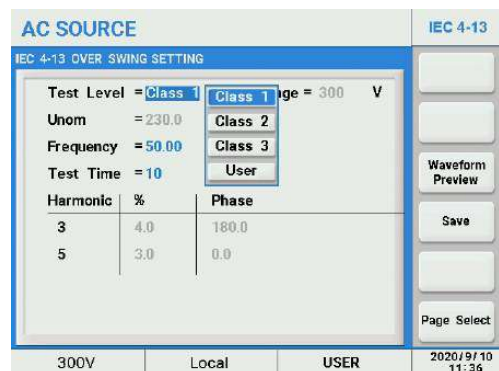 AC SOURCE
IEC 4-13
IEC 4-13 OVER SWING SETTING
Test Level = Class 1 nge = 300 V
Class 1
Class 2
Class 3
User
Unom = 230.0
Frequency = 50.00
Test Time = 10
Harmonic % Phase
3 4.0 180.0
5 3.0 0.0
Waveform
Preview
Save
Page Select
300V Local USER
2020/9/10
11:36